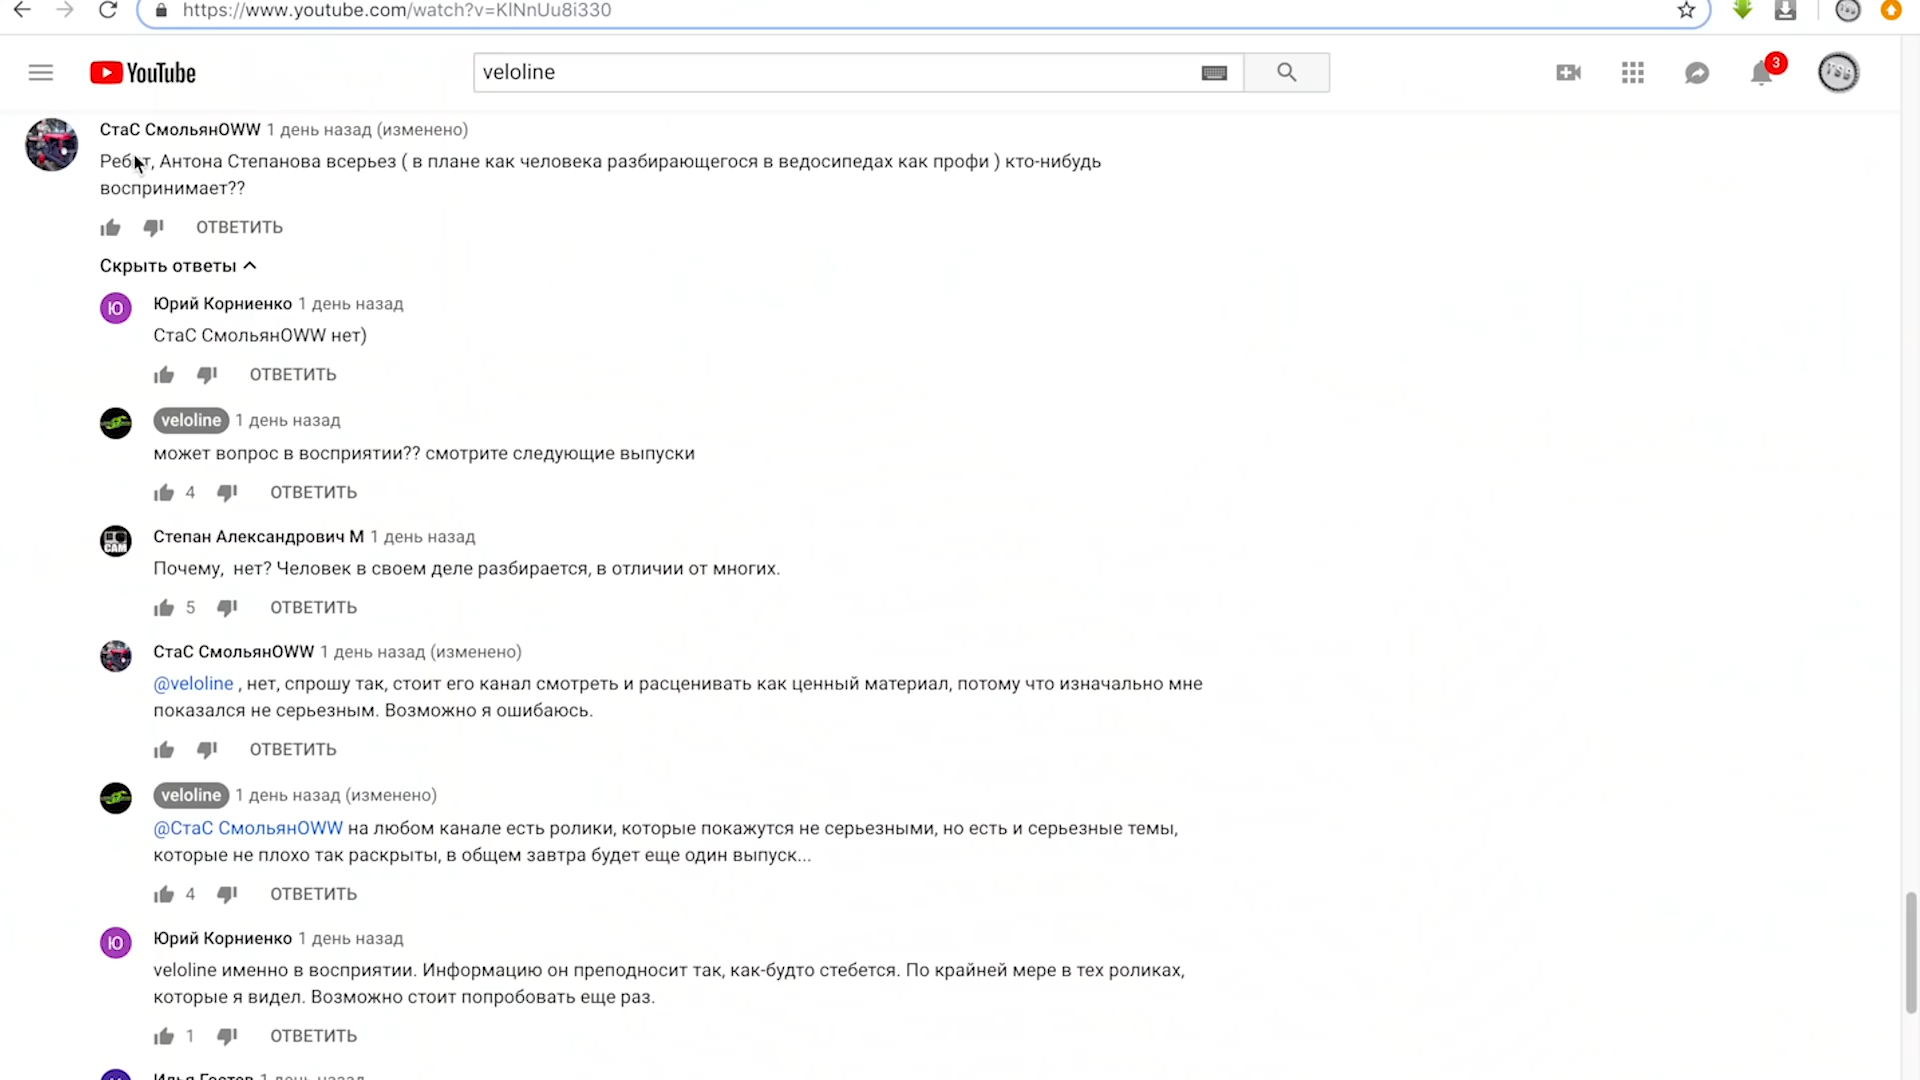 https://www.youtube.com/watch?v=KINnUu8i330
YouTube
veloline
3
СтаС СмольянOWW 1 день назад (изменено)
Антона Степанова всерьез ( в плане как человека разбирающегося в ведосипедах как профи ) кто-нибудь
воспринимает??
ОТВЕТИТЬ
Скрыть ответы
Ю
Юрий Корниенко 1 день назад
СтаС СмольянOWW нет)
ОТВЕТИТЬ
veloline 1 день назад
может вопрос в восприятии?? смотрите следующие выпуски
4 ОТВЕТИТЬ
CAM
Степан Александрович М 1 день назад
Почему, нет? Человек в своем деле разбирается, в отличии от многих.
5 ОТВЕТИТЬ
СтаС СмольянOWW 1 день назад (изменено)
@veloline , нет, спрошу так, стоит его канал смотреть и расценивать как ценный материал, потому что изначально мне
показался не серьезным. Возможно я ошибаюсь.
ОТВЕТИТЬ
veloline 1 день назад (изменено)
@СтаС СмольянOWW на любом канале есть ролики, которые покажутся не серьезными, но есть и серьезные темы,
которые не плохо так раскрыты, в общем завтра будет еще один выпуск...
4 ОТВЕТИТЬ
Ю
Юрий Корниенко 1 день назад
veloline именно в восприятии. Информацию он преподносит так, как-будто стебется. По крайней мере в тех роликах,
которые я видел. Возможно стоит попробовать еще раз.
1 ОТВЕТИТЬ
Илья Гостев 1 день назад